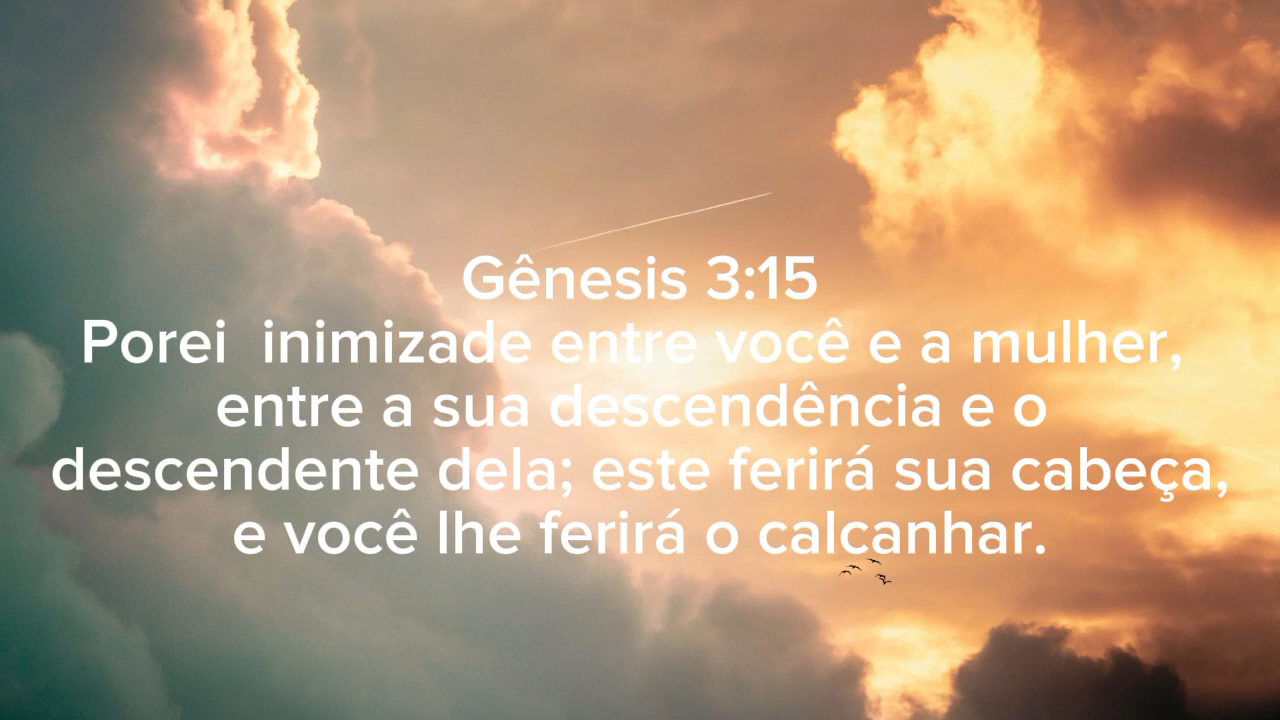 Gênesis 3:15
Porei  inimizade entre você e a mulher,
entre a sua descendência e o
descendente dela; este ferirá sua cabeça,
e você lhe ferirá o calcanhar.